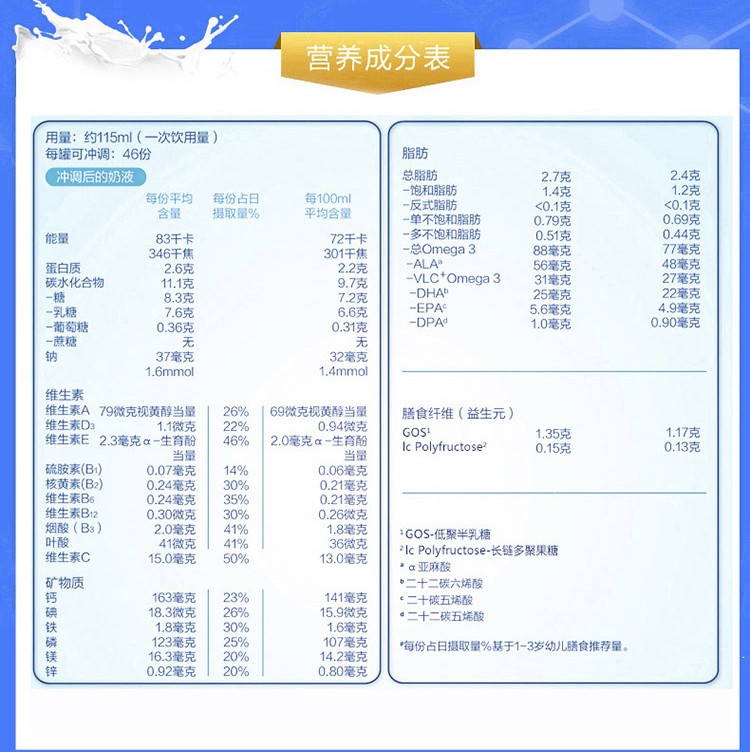 营养成分表
用量：约115ml（一次饮用量）
每罐可冲调：46份
冲调后的奶液
每份平均含量 每份占日摄取量% 每100ml平均含量
能量 83千卡 72千卡
346千焦 301千焦
蛋白质 2.6克 2.2克
碳水化合物 11.1克 9.7克
-糖 8.3克 7.2克
-乳糖 7.6克 6.6克
-葡萄糖 0.36克 0.31克
-蔗糖 无 无
钠 37毫克 32毫克
1.6mmol 1.4mmol
维生素
维生素A 79微克视黄醇当量 26% 69微克视黄醇当量
维生素D3 1.1微克 22% 0.94微克
维生素E 2.3毫克α-生育酚当量 46% 2.0毫克α-生育酚当量
硫胺素(B1) 0.07毫克 14% 0.06毫克
核黄素(B2) 0.24毫克 30% 0.21毫克
维生素B6 0.24毫克 35% 0.21毫克
维生素B12 0.30微克 30% 0.26微克
烟酸（B3） 2.0毫克 41% 1.8毫克
叶酸 41微克 41% 36微克
维生素C 15.0毫克 50% 13.0毫克
矿物质
钙 163毫克 23% 141毫克
碘 18.3微克 26% 15.9微克
铁 1.8毫克 30% 1.6毫克
磷 123毫克 25% 107毫克
镁 16.3毫克 20% 14.2毫克
锌 0.92毫克 20% 0.80毫克
脂肪
总脂肪 2.7克 2.4克
-饱和脂肪 1.4克 1.2克
-反式脂肪 <0.1克 <0.1克
-单不饱和脂肪 0.79克 0.69克
-多不饱和脂肪 0.51克 0.44克
-总Omega 3 88毫克 77毫克
-ALAᵃ 56毫克 48毫克
-VLC⁺Omega 3 31毫克 27毫克
-DHAᵇ 25毫克 22毫克
-EPAᶜ 5.6毫克 4.9毫克
-DPAᵈ 1.0毫克 0.90毫克
膳食纤维（益生元）
GOS¹ 1.35克 1.17克
lc Polyfructose² 0.15克 0.13克
¹GOS-低聚半乳糖
²lc Polyfructose-长链多聚果糖
ᵃ α亚麻酸
ᵇ二十二碳六烯酸
ᶜ二十碳五烯酸
ᵈ二十二碳五烯酸
#每份占日摄取量%基于1-3岁幼儿膳食推荐量。